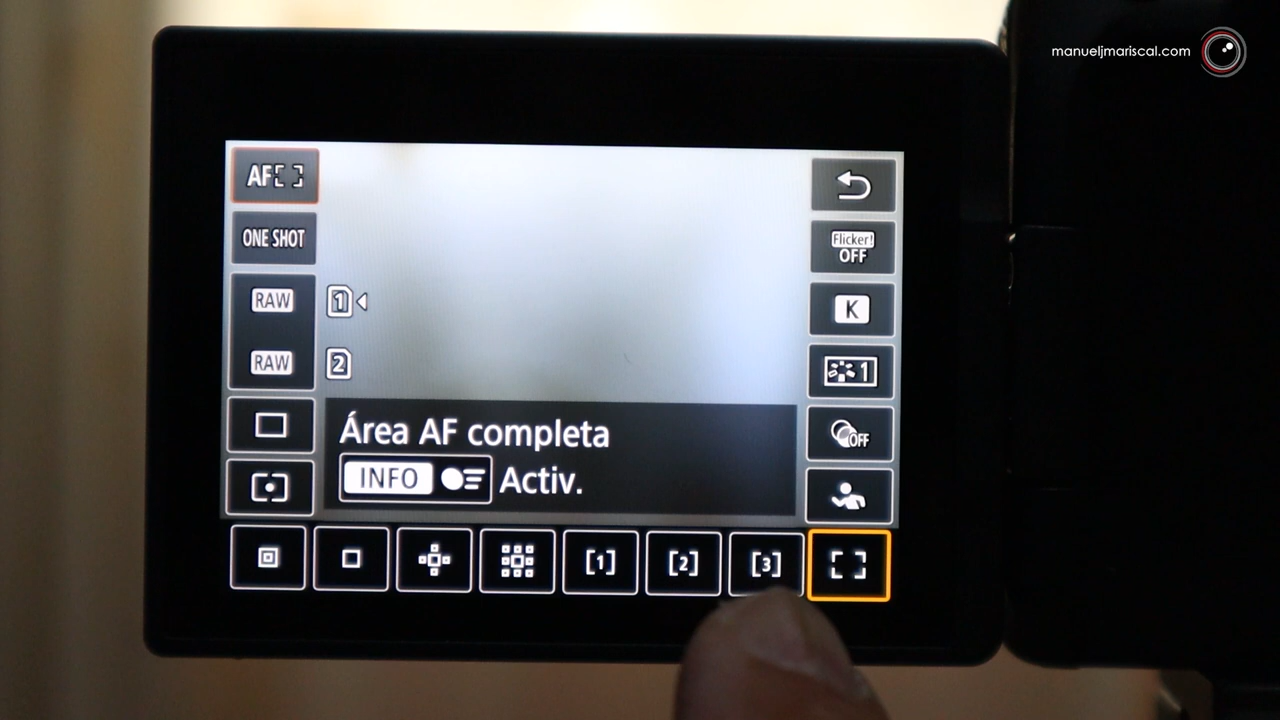 manueljmariscal.com
AF
ONE SHOT
Flicker!
OFF
RAW 1
K
RAW 2
1
OFF
Área AF completa
INFO Activ.
[1] [2] [3]